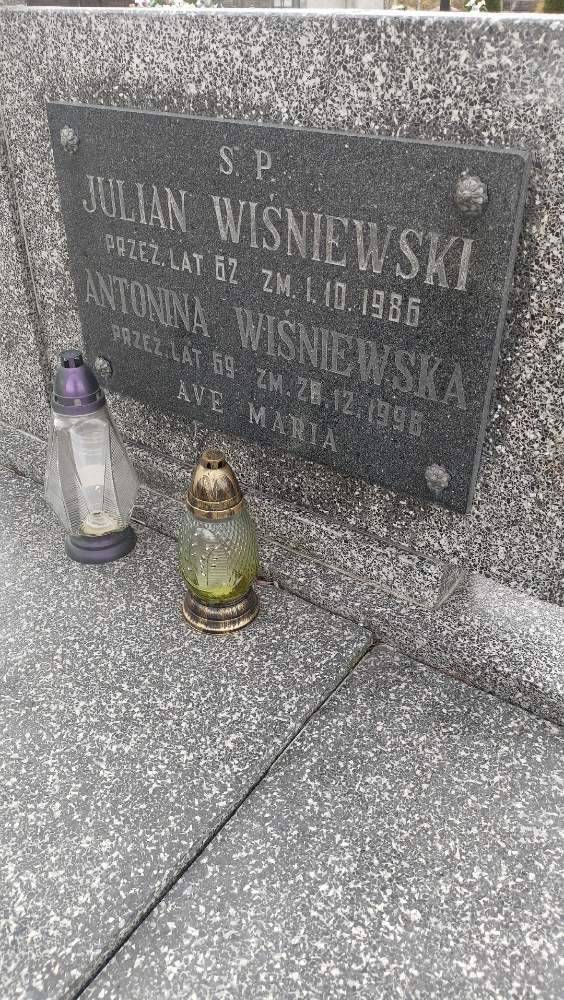 Ś. P.
JULIAN WIŚNIEWSKI
PRZEŻ. LAT 62 ZM. 1.10.1986
ANTONINA WIŚNIEWSKA
PRZEŻ. LAT 69 ZM. 28.12.1996
AVE MARIA